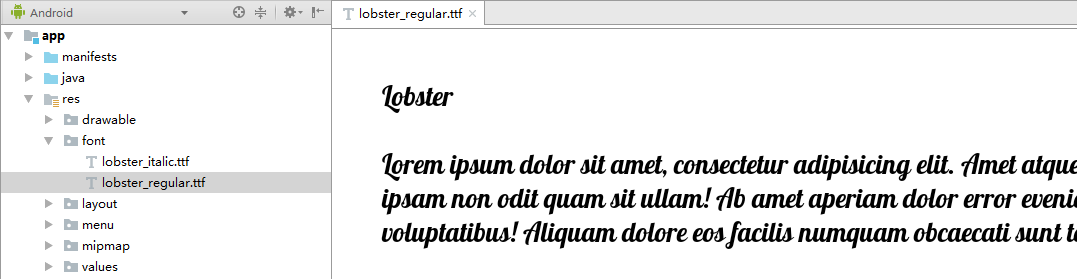 Android
app
manifests
java
res
drawable
font
lobster_italic.ttf
lobster_regular.ttf
layout
menu
mipmap
values
lobster_regular.ttf
Lobster
Lorem ipsum dolor sit amet, consectetur adipisicing elit. Amet atque
ipsam non odit quam sit ullam! Ab amet aperiam dolor error
voluptatibus! Aliquam dolore eos facilis numquam obcaecati sunt